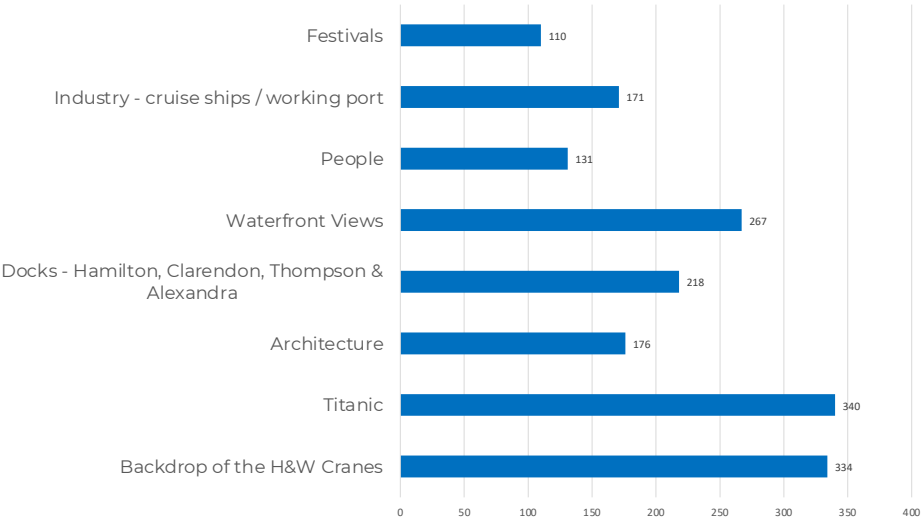 Festivals
110
Industry - cruise ships / working port
171
People
131
Waterfront Views
267
Docks - Hamilton, Clarendon, Thompson &
Alexandra
218
Architecture
176
Titanic
340
Backdrop of the H&W Cranes
334
0 50 100 150 200 250 300 350 400